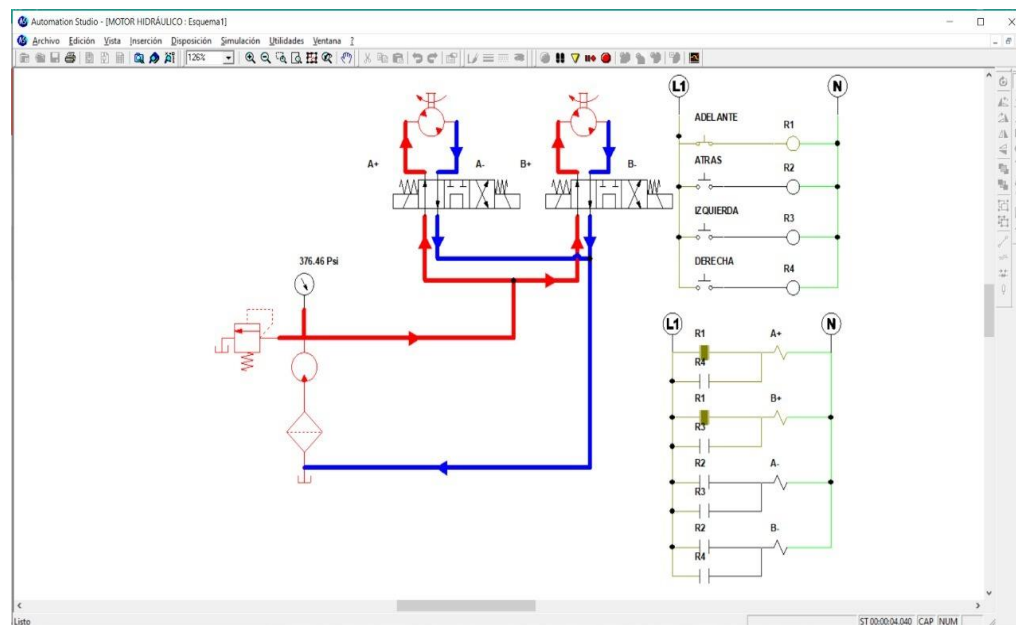 Automation Studio - [MOTOR HIDRÁULICO : Esquema1]
Archivo Edición Vista Inserción Disposición Simulación Utilidades Ventana ?
126%
L1 N
ADELANTE R1
ATRAS R2
IZQUIERDA R3
DERECHA R4
A+ A- B+ B-
376.46 Psi
L1 N
R1 A+
R4
R1 B+
R3
R2 A-
R3
R2 B-
R4
Listo ST 00:00:04.040 CAP NUM